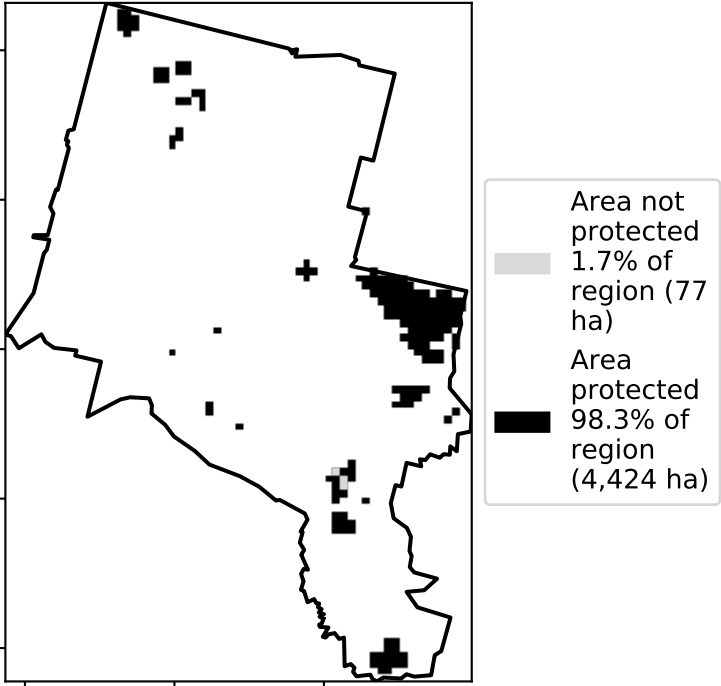 Area not
protected
1.7% of
region (77
ha)
Area
protected
98.3% of
region
(4,424 ha)